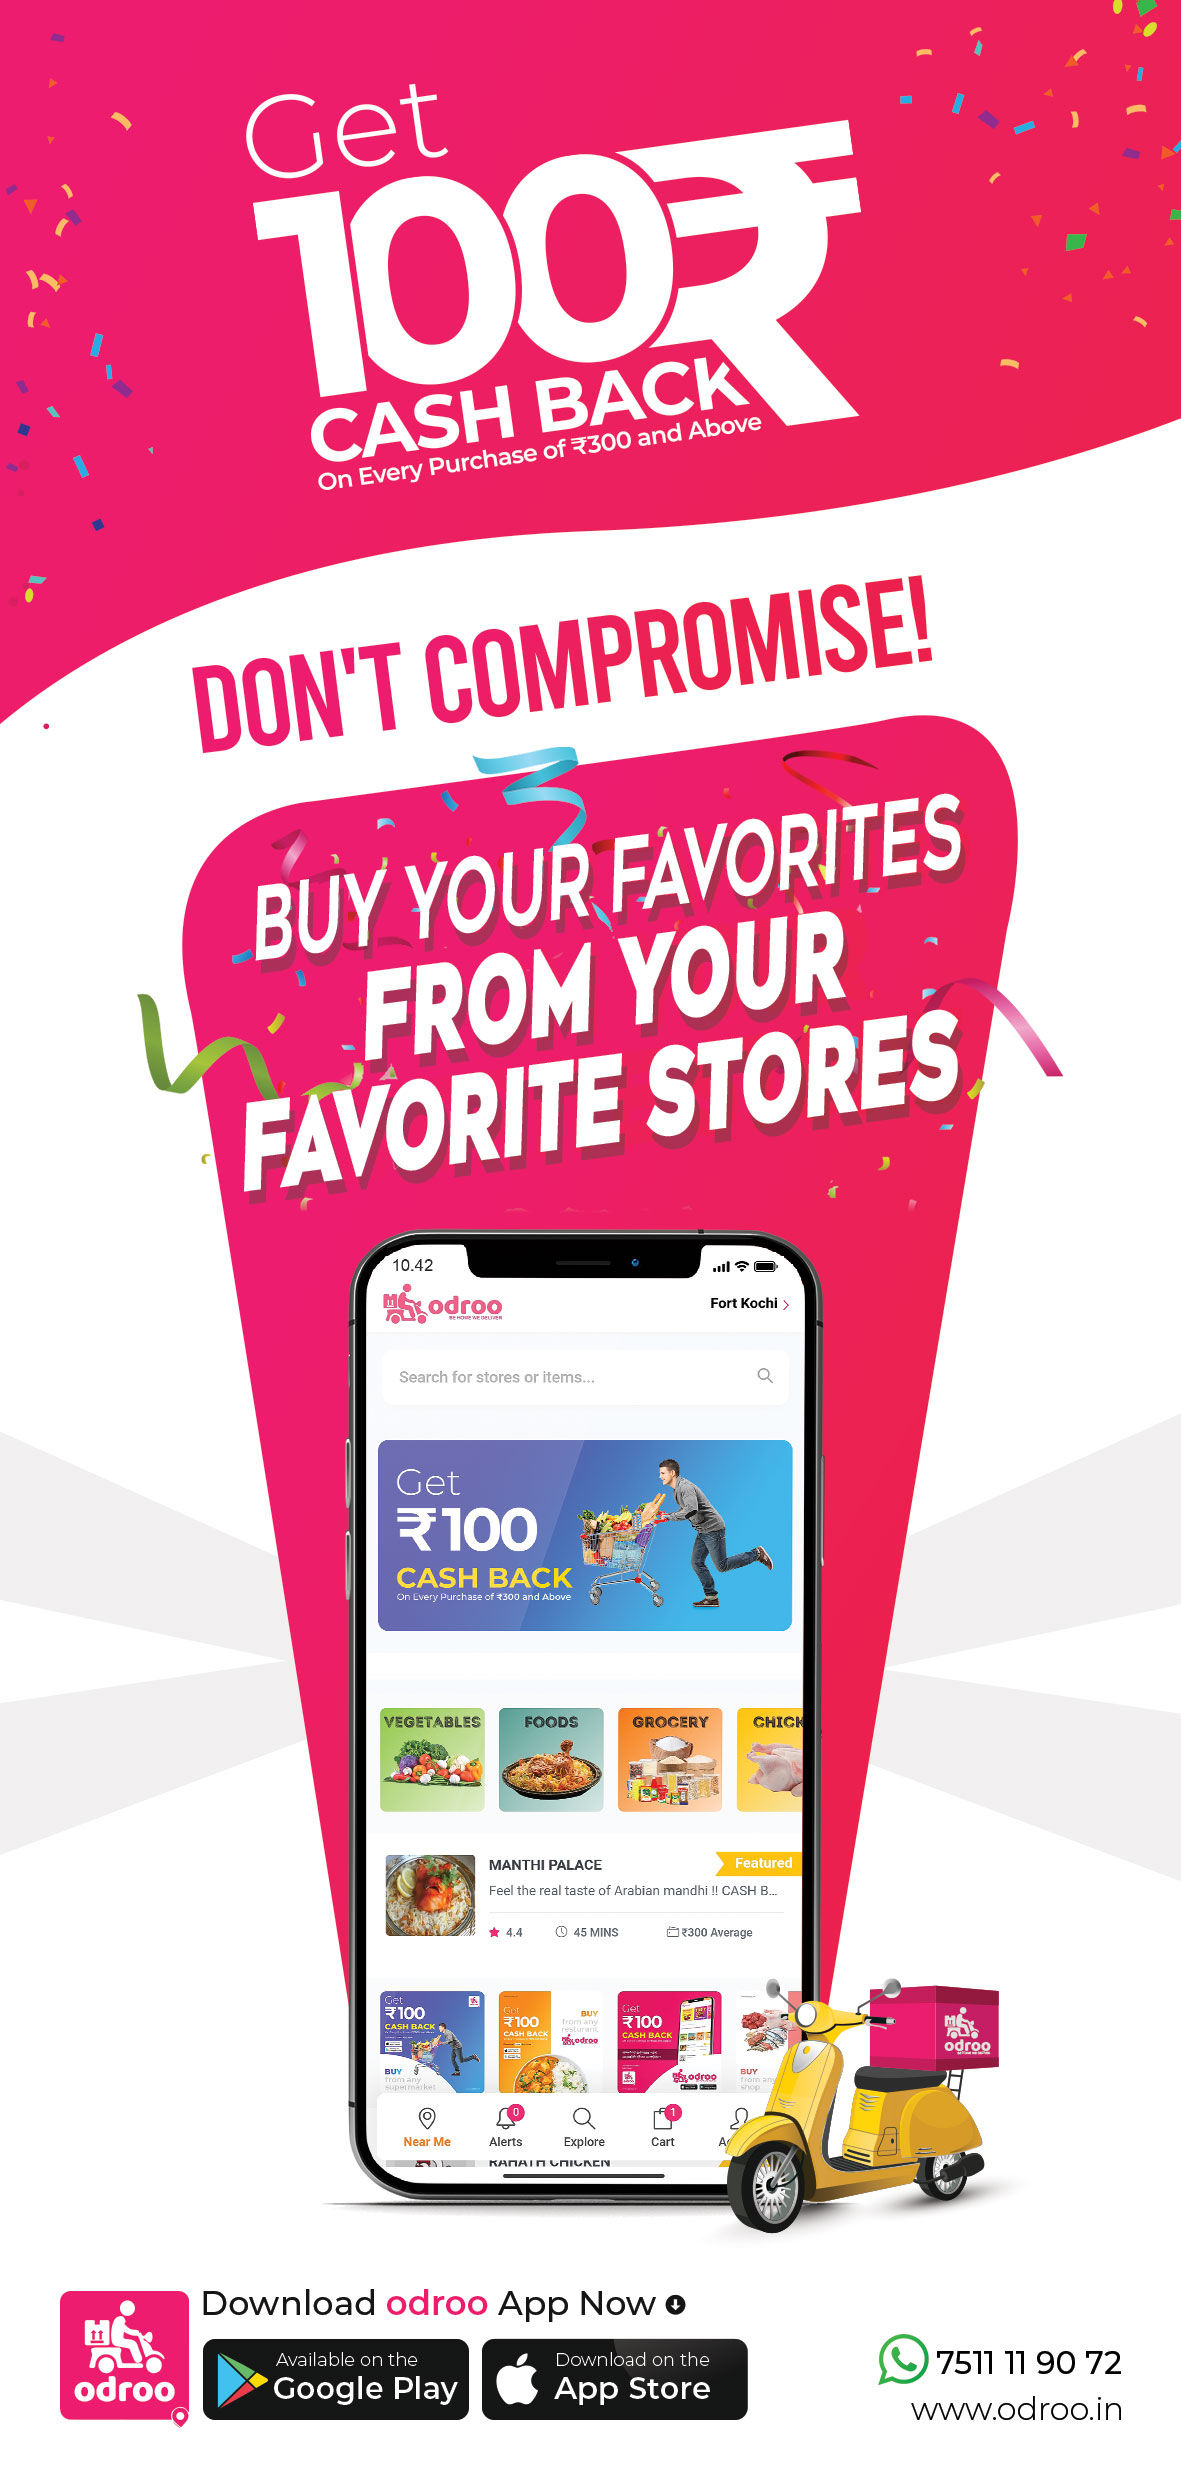 Get
100₹
CASH BACK
On Every Purchase of ₹300 and Above
DON'T COMPROMISE!
BUY YOUR FAVORITES
FROM YOUR
FAVORITE STORES
10.42
odroo
BE HOME WE DELIVER
Fort Kochi
Search for stores or items...
Get
₹100
CASH BACK
On Every Purchase of ₹300 and Above
VEGETABLES FOODS GROCERY CHICK
MANTHI PALACE Featured
Feel the real taste of Arabian mandhi !! CASH B...
4.4 45 MINS ₹300 Average
Get
₹100
CASH BACK
BUY
from any
supermarket
Get
₹100
CASH BACK
BUY
from any
resturant
odroo
Get
₹100
CASH BACK
odroo
BUY
from any
shop
0 1
Near Me Alerts Explore Cart A
RAHATH CHICKEN
odroo
Download odroo App Now
odroo
Available on the
Google Play
Download on the
App Store
7511 11 90 72
www.odroo.in